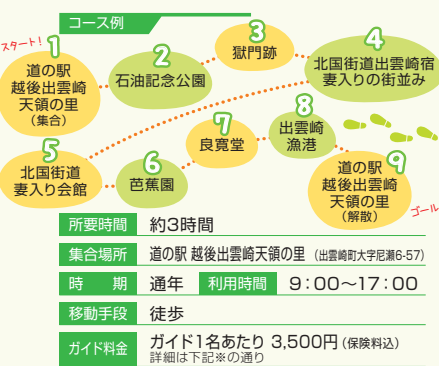 コース例
スタート!
1
道の駅
越後出雲崎
天領の里
(集合)
2
石油記念公園
3
獄門跡
4
北国街道出雲崎宿
妻入りの街並み
5
北国街道
妻入り会館
6
芭蕉園
7
良寛堂
8
出雲崎
漁港
9
道の駅
越後出雲崎
天領の里
(解散)
ゴール
所要時間 約3時間
集合場所 道の駅 越後出雲崎天領の里 (出雲崎町大字尼瀬6-57)
時 期 通年 利用時間 9:00〜17:00
移動手段 徒歩
ガイド料金 ガイド1名あたり 3,500円(保険料込)
詳細は下記※の通り